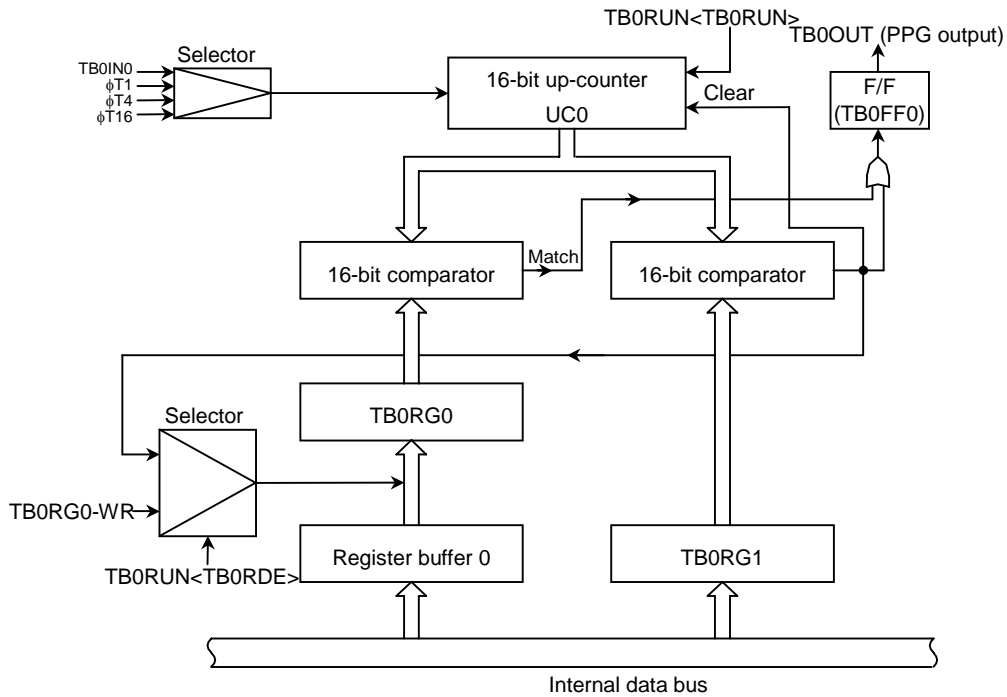 TB0RUN<TB0RUN>
TB0OUT (PPG output)
Selector
TB0IN0
ϕT1
ϕT4
ϕT16
16-bit up-counter
UC0
Clear
F/F
(TB0FF0)
16-bit comparator
Match
16-bit comparator
TB0RG0
Selector
TB0RG0-WR
TB0RUN<TB0RDE>
Register buffer 0
TB0RG1
Internal data bus